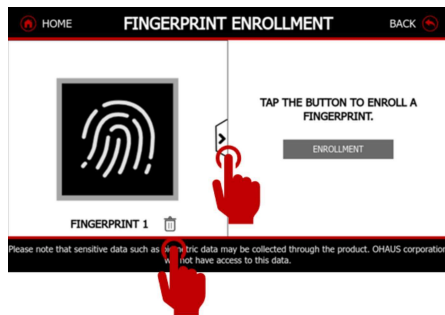 HOME
FINGERPRINT ENROLLMENT
BACK
TAP THE BUTTON TO ENROLL A
FINGERPRINT.
ENROLLMENT
FINGERPRINT 1
Please note that sensitive data such as biometric data may be collected through the product. OHAUS corporation
not have access to this data.